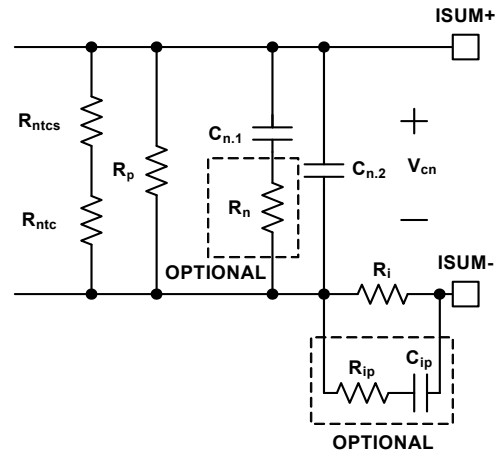 ISUM+
Rntcs
Cn.1
+
Rp
Cn.2
Vcn
Rntc
Rn
−
OPTIONAL
Ri
ISUM-
Rip
Cip
OPTIONAL